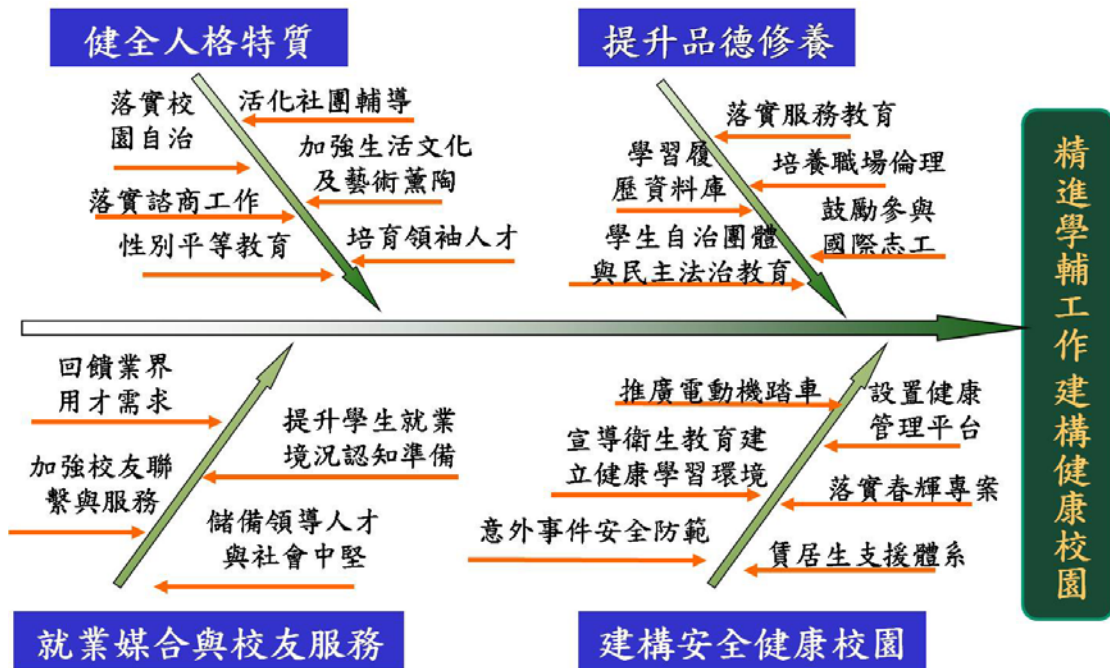 健全人格特質
落實校
園自治
活化社團輔導
加強生活文化
及藝術薰陶
落實諮商工作
性別平等教育
培育領袖人才
提升品德修養
落實服務教育
學習履
歷資料庫
培養職場倫理
學生自治團體
與民主法治教育
鼓勵參與
國際志工
回饋業界
用才需求
提升學生就業
境況認知準備
加強校友聯
繫與服務
儲備領導人才
與社會中堅
就業媒合與校友服務
推廣電動機踏車
設置健康
管理平台
宣導衛生教育建
立健康學習環境
落實春暉專案
意外事件安全防範
賃居生支援體系
建構安全健康校園
精進學輔工作建構健康校園